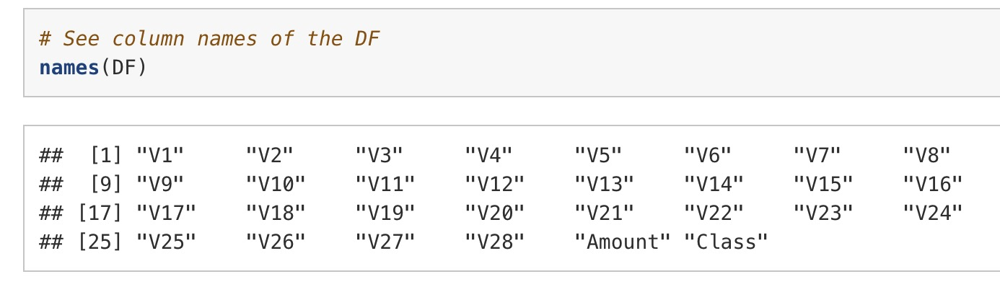 # See column names of the DF
names(DF)
##  [1] "V1"     "V2"     "V3"     "V4"     "V5"     "V6"     "V7"     "V8"
##  [9] "V9"     "V10"    "V11"    "V12"    "V13"    "V14"    "V15"    "V16"
## [17] "V17"    "V18"    "V19"    "V20"    "V21"    "V22"    "V23"    "V24"
## [25] "V25"    "V26"    "V27"    "V28"    "Amount" "Class"